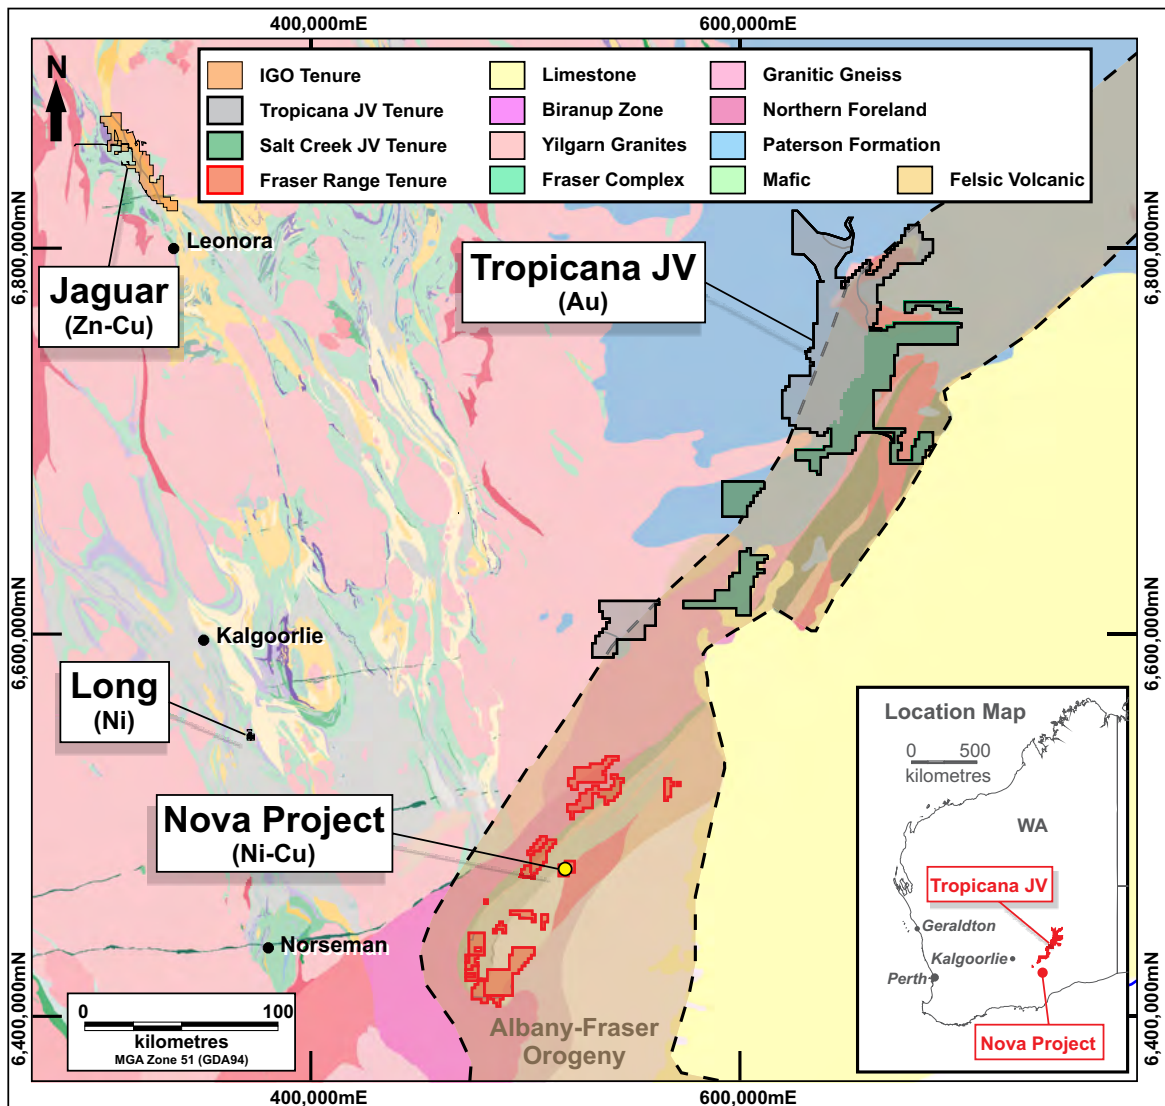 400,000mE
600,000mE
N
IGO Tenure
Tropicana JV Tenure
Salt Creek JV Tenure
Fraser Range Tenure
Limestone
Biranup Zone
Yilgarn Granites
Fraser Complex
Granitic Gneiss
Northern Foreland
Paterson Formation
Mafic
Felsic Volcanic
6,800,000mN
6,800,000mN
Leonora
Jaguar
(Zn-Cu)
Tropicana JV
(Au)
Kalgoorlie
6,600,000mN
6,600,000mN
Long
(Ni)
Nova Project
(Ni-Cu)
Norseman
Albany-Fraser
Orogeny
0 100
kilometres
MGA Zone 51 (GDA94)
6,400,000mN
6,400,000mN
Location Map
0 500
kilometres
WA
Tropicana JV
Geraldton
Kalgoorlie
Perth
Nova Project
400,000mE
600,000mE